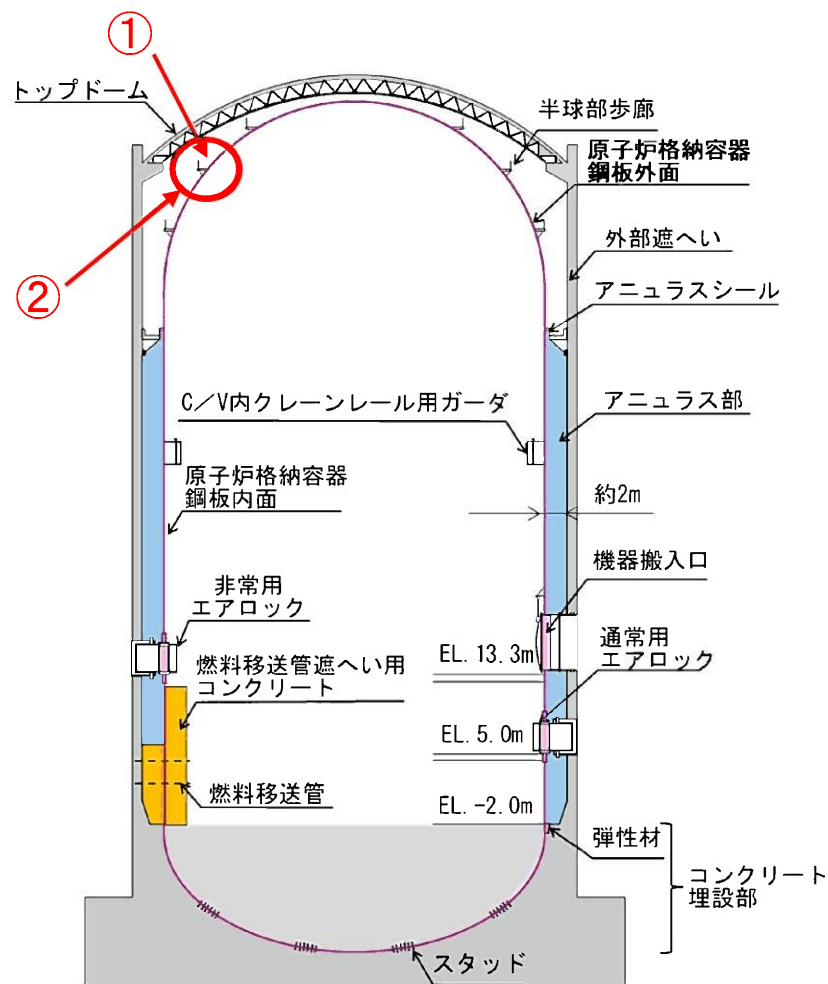 ①
トップドーム
半球部歩廊
原子炉格納容器
鋼板外面
②
外部遮へい
アニュラスシール
C/V内クレーンレール用ガーダ
アニュラス部
原子炉格納容器
鋼板内面
約2m
機器搬入口
非常用
エアロック
通常用
エアロック
EL. 13.3m
燃料移送管遮へい用
コンクリート
EL. 5.0m
燃料移送管
EL. -2.0m
弾性材
コンクリート
埋設部
スタッド